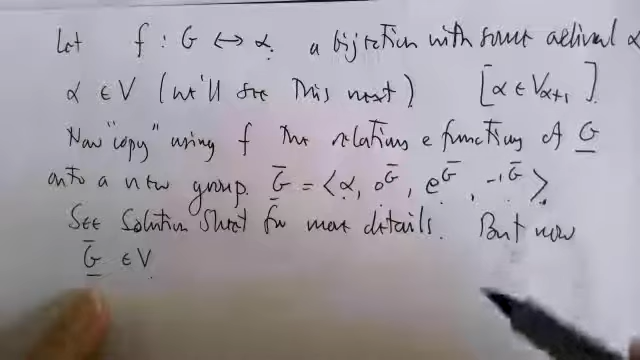 Let f : G ↔ α. a bijection with some ordinal α
α ∈ V (we'll see this next) [α ∈ V_{α+1}].
Now "copy" using f the relations & functions of G
onto a new group. G̅ = ⟨α, ∘^G̅, e^G̅, ⁻¹^G̅⟩.
See Solution Sheet for more details. But now
G̅ ∈ V.